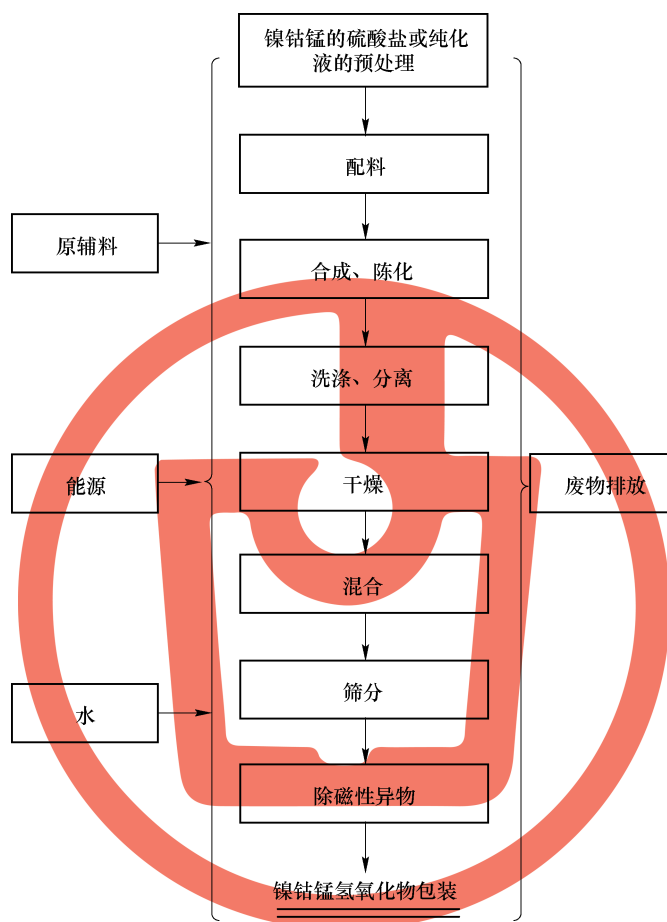 镍钴锰的硫酸盐或纯化
液的预处理
配料
原辅料
合成、陈化
洗涤、分离
能源
干燥
废物排放
混合
筛分
水
除磁性异物
镍钴锰氢氧化物包装